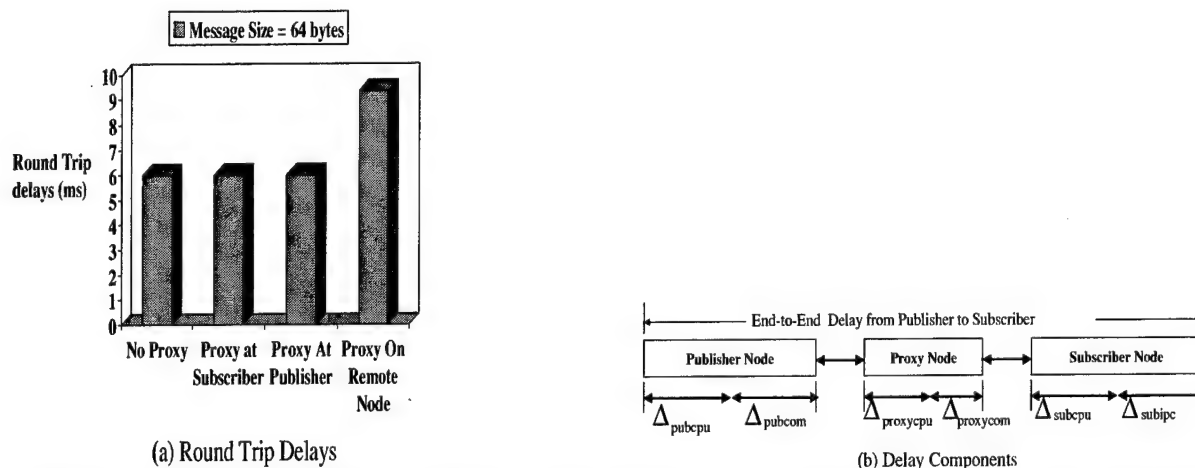 Message Size = 64 bytes
10
9
8
7
6
5
4
3
2
1
0
Round Trip
delays (ms)
No Proxy
Proxy at
Subscriber
Proxy At
Publisher
Proxy On
Remote
Node
(a) Round Trip Delays
End-to-End Delay from Publisher to Subscriber
Publisher Node
Proxy Node
Subscriber Node
Δpubcpu
Δpubcom
Δproxycpu
Δproxycom
Δsubcpu
Δsubipc
(b) Delay Components